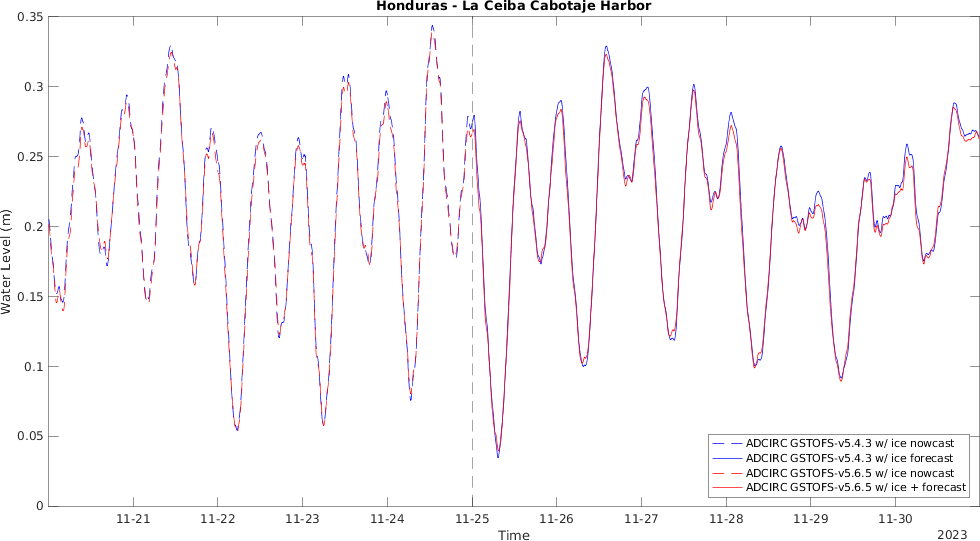 Honduras - La Ceiba Cabotaje Harbor
0.35
0.3
0.25
0.2
0.15
0.1
0.05
0
Water Level (m)
ADCIRC GSTOFS-v5.4.3 w/ ice nowcast
ADCIRC GSTOFS-v5.4.3 w/ ice forecast
ADCIRC GSTOFS-v5.6.5 w/ ice nowcast
ADCIRC GSTOFS-v5.6.5 w/ ice + forecast
11-21 11-22 11-23 11-24 11-25 11-26 11-27 11-28 11-29 11-30
Time
2023